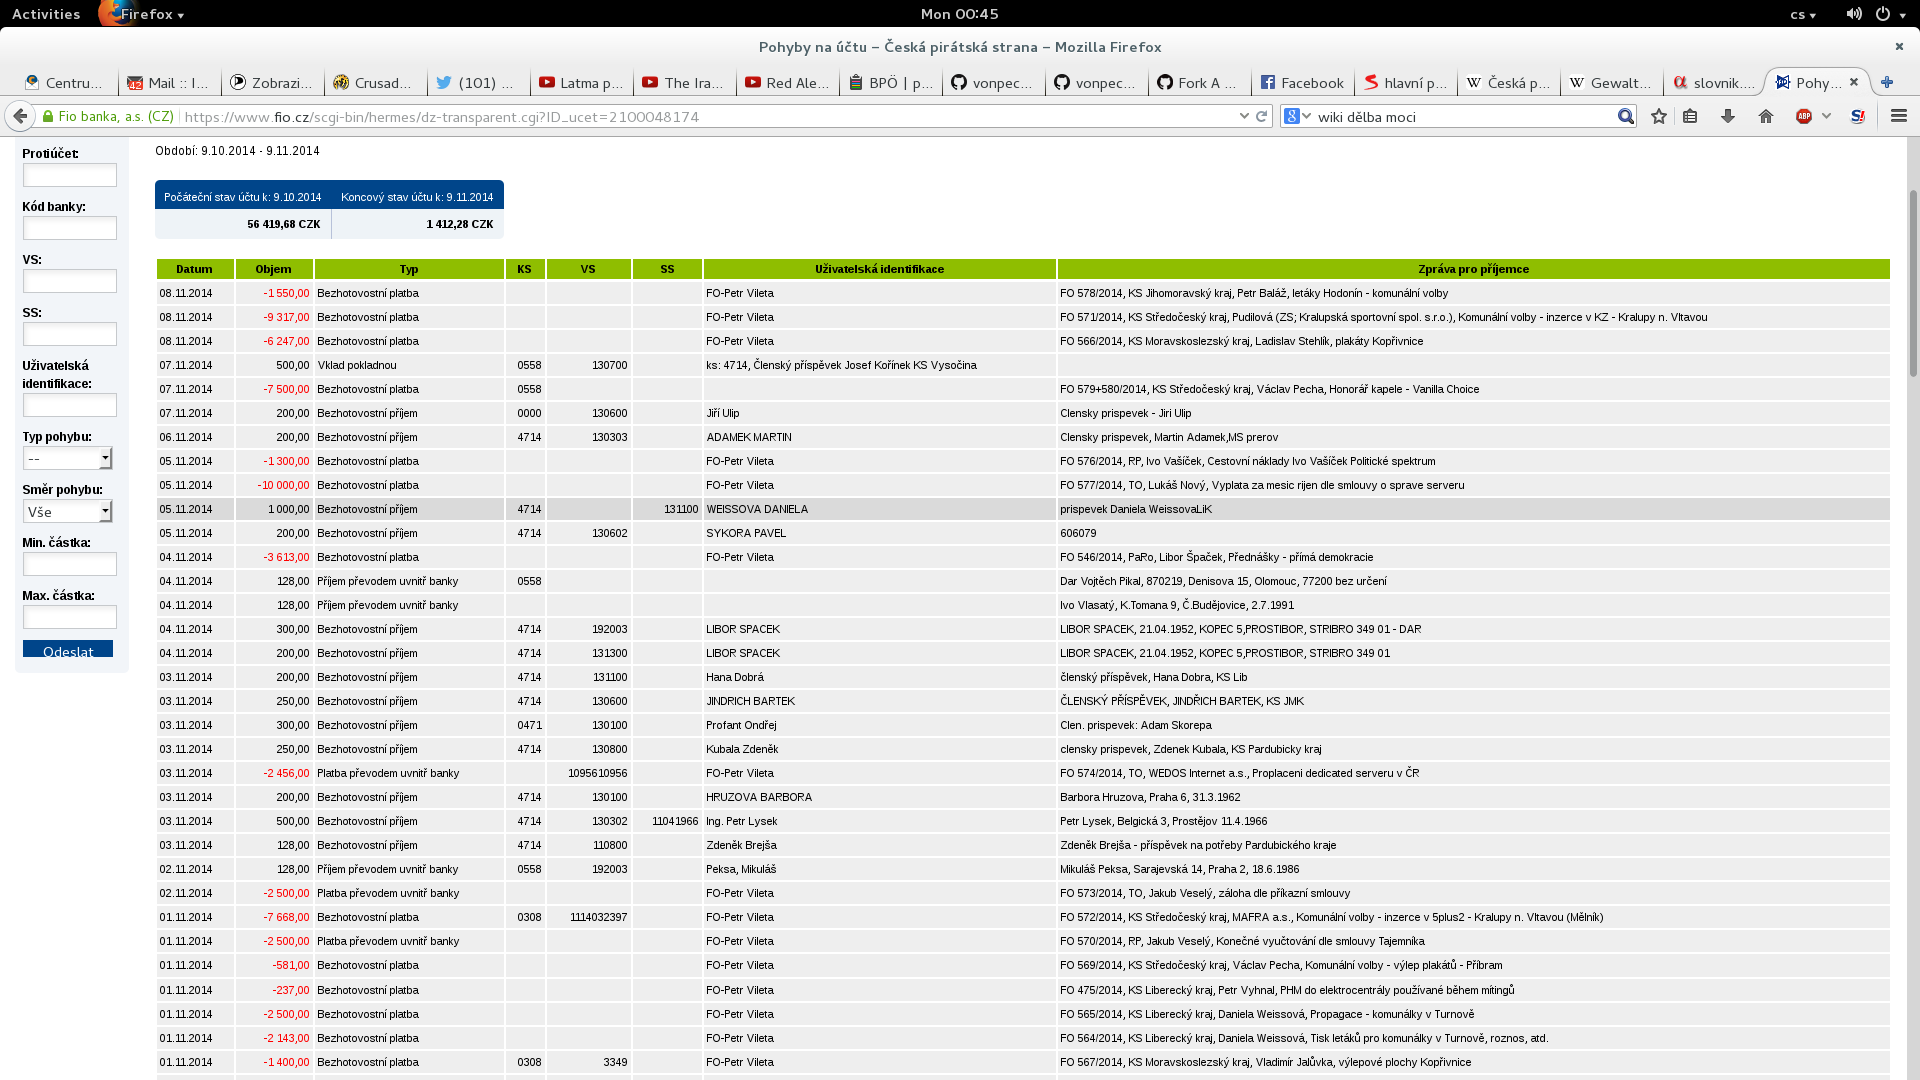 Activities Firefox Mon 00:45 cs
Pohyby na účtu – Česká pirátská strana – Mozilla Firefox
Centru... Mail :: I... Zobrazi... Crusad... (101) ... Latma p... The Ira... Red Ale... BPÖ | p... vonpec... vonpec... Fork A ... Facebook hlavní p... Česká p... Gewalt... slovnik.... Pohy...
Fio banka, a.s. (CZ) https://www.fio.cz/scgi-bin/hermes/dz-transparent.cgi?ID_ucet=2100048174 wiki dělba moci
Protiúčet:
Kód banky:
VS:
SS:
Uživatelská
identifikace:
Typ pohybu:
--
Směr pohybu:
Vše
Min. částka:
Max. částka:
Odeslat
Období: 9.10.2014 - 9.11.2014
Počáteční stav účtu k: 9.10.2014 Koncový stav účtu k: 9.11.2014
56 419,68 CZK 1 412,28 CZK
Datum Objem Typ KS VS SS Uživatelská identifikace Zpráva pro příjemce
08.11.2014 -1 550,00 Bezhotovostní platba FO-Petr Vileta FO 578/2014, KS Jihomoravský kraj, Petr Baláž, letáky Hodonín - komunální volby
08.11.2014 -9 317,00 Bezhotovostní platba FO-Petr Vileta FO 571/2014, KS Středočeský kraj, Pudilová (ZS; Kralupská sportovní spol. s.r.o.), Komunální volby - inzerce v KZ - Kralupy n. Vltavou
08.11.2014 -6 247,00 Bezhotovostní platba FO-Petr Vileta FO 566/2014, KS Moravskoslezský kraj, Ladislav Stehlík, plakáty Kopřivnice
07.11.2014 500,00 Vklad pokladnou 0558 130700 ks: 4714, Členský příspěvek Josef Kořínek KS Vysočina
07.11.2014 -7 500,00 Bezhotovostní platba 0558 FO 579+580/2014, KS Středočeský kraj, Václav Pecha, Honorář kapele - Vanilla Choice
07.11.2014 200,00 Bezhotovostní příjem 0000 130600 Jiří Ulip Clensky prispevek - Jiri Ulip
06.11.2014 200,00 Bezhotovostní příjem 4714 130303 ADAMEK MARTIN Clensky prispevek, Martin Adamek,MS prerov
05.11.2014 -1 300,00 Bezhotovostní platba FO-Petr Vileta FO 576/2014, RP, Ivo Vašíček, Cestovní náklady Ivo Vašíček Politické spektrum
05.11.2014 -10 000,00 Bezhotovostní platba FO-Petr Vileta FO 577/2014, TO, Lukáš Nový, Vyplata za mesic rijen dle smlouvy o sprave serveru
05.11.2014 1 000,00 Bezhotovostní příjem 4714 131100 WEISSOVA DANIELA prispevek Daniela WeissovaLiK
05.11.2014 200,00 Bezhotovostní příjem 4714 130602 SYKORA PAVEL 606079
04.11.2014 -3 613,00 Bezhotovostní platba FO-Petr Vileta FO 546/2014, PaRo, Libor Špaček, Přednášky - přímá demokracie
04.11.2014 128,00 Příjem převodem uvnitř banky 0558 Dar Vojtěch Pikal, 870219, Denisova 15, Olomouc, 77200 bez určení
04.11.2014 128,00 Příjem převodem uvnitř banky Ivo Vlasatý, K.Tomana 9, Č.Budějovice, 2.7.1991
04.11.2014 300,00 Bezhotovostní příjem 4714 192003 LIBOR SPACEK LIBOR SPACEK, 21.04.1952, KOPEC 5,PROSTIBOR, STRIBRO 349 01 - DAR
04.11.2014 200,00 Bezhotovostní příjem 4714 131300 LIBOR SPACEK LIBOR SPACEK, 21.04.1952, KOPEC 5,PROSTIBOR, STRIBRO 349 01
03.11.2014 200,00 Bezhotovostní příjem 4714 131100 Hana Dobrá členský příspěvek, Hana Dobra, KS Lib
03.11.2014 250,00 Bezhotovostní příjem 4714 130600 JINDRICH BARTEK ČLENSKÝ PŘÍSPĚVEK, JINDŘICH BARTEK, KS JMK
03.11.2014 300,00 Bezhotovostní příjem 0471 130100 Profant Ondřej Clen. prispevek: Adam Skorepa
03.11.2014 250,00 Bezhotovostní příjem 4714 130800 Kubala Zdeněk clensky prispevek, Zdenek Kubala, KS Pardubicky kraj
03.11.2014 -2 456,00 Platba převodem uvnitř banky 1095610956 FO-Petr Vileta FO 574/2014, TO, WEDOS Internet a.s., Proplaceni dedicated serveru v ČR
03.11.2014 200,00 Bezhotovostní příjem 4714 130100 HRUZOVA BARBORA Barbora Hruzova, Praha 6, 31.3.1962
03.11.2014 500,00 Bezhotovostní příjem 4714 130302 11041966 Ing. Petr Lysek Petr Lysek, Belgická 3, Prostějov 11.4.1966
03.11.2014 128,00 Bezhotovostní příjem 4714 110800 Zdeněk Brejša Zdeněk Brejša - příspěvek na potřeby Pardubického kraje
02.11.2014 128,00 Příjem převodem uvnitř banky 0558 192003 Peksa, Mikuláš Mikuláš Peksa, Sarajevská 14, Praha 2, 18.6.1986
02.11.2014 -2 500,00 Platba převodem uvnitř banky FO-Petr Vileta FO 573/2014, TO, Jakub Veselý, záloha dle příkazní smlouvy
01.11.2014 -7 668,00 Bezhotovostní platba 0308 1114032397 FO-Petr Vileta FO 572/2014, KS Středočeský kraj, MAFRA a.s., Komunální volby - inzerce v 5plus2 - Kralupy n. Vltavou (Mělník)
01.11.2014 -2 500,00 Platba převodem uvnitř banky FO-Petr Vileta FO 570/2014, RP, Jakub Veselý, Konečné vyučtování dle smlouvy Tajemníka
01.11.2014 -581,00 Bezhotovostní platba FO-Petr Vileta FO 569/2014, KS Středočeský kraj, Václav Pecha, Komunální volby - výlep plakátů - Příbram
01.11.2014 -237,00 Bezhotovostní platba FO-Petr Vileta FO 475/2014, KS Liberecký kraj, Petr Vyhnal, PHM do elektrocentrály používané během mítingů
01.11.2014 -2 500,00 Bezhotovostní platba FO-Petr Vileta FO 565/2014, KS Liberecký kraj, Daniela Weissová, Propagace - komunálky v Turnově
01.11.2014 -2 143,00 Bezhotovostní platba FO-Petr Vileta FO 564/2014, KS Liberecký kraj, Daniela Weissová, Tisk letáků pro komunálky v Turnově, roznos, atd.
01.11.2014 -1 400,00 Bezhotovostní platba 0308 3349 FO-Petr Vileta FO 567/2014, KS Moravskoslezský kraj, Vladimír Jalůvka, výlepové plochy Kopřivnice